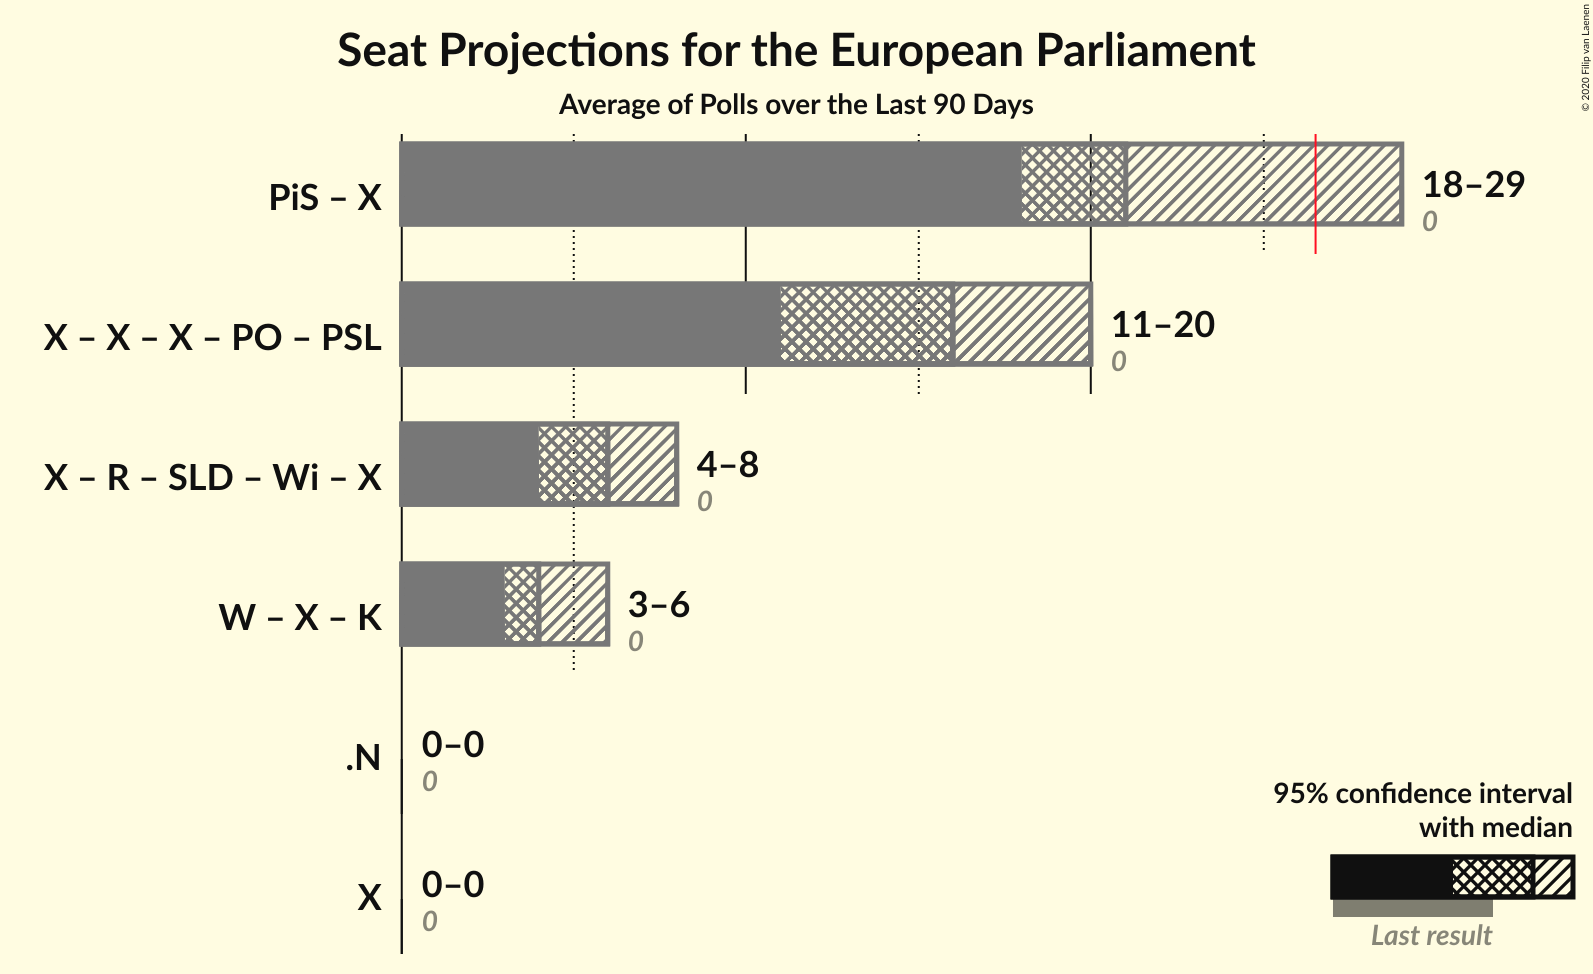 Seat Projections for the European Parliament
Average of Polls over the Last 90 Days
© 2020 Filip van Laenen
PiS – X
18–29
0
X – X – X – PO – PSL
11–20
0
X – R – SLD – Wi – X
4–8
0
W – X – K
3–6
0
.N
0–0
0
X
0–0
0
95% confidence interval
with median
Last result